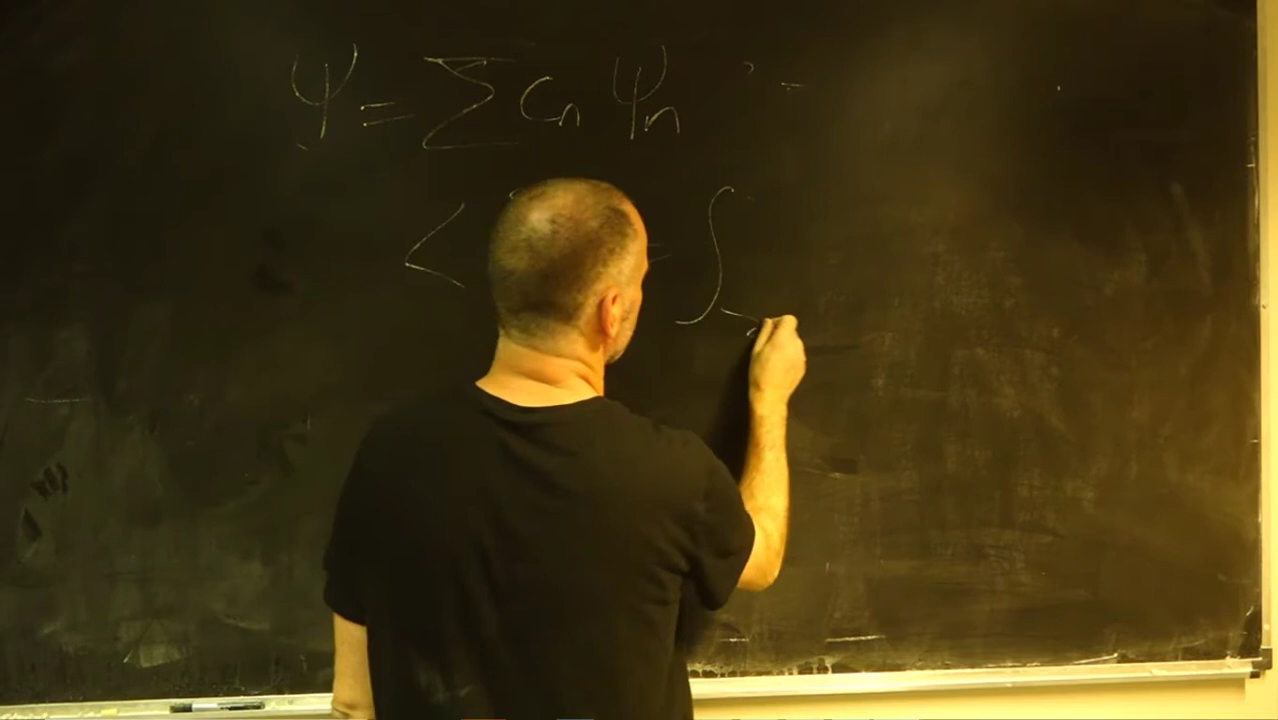 ψ = Σ cₙ ψₙ
< = ∫